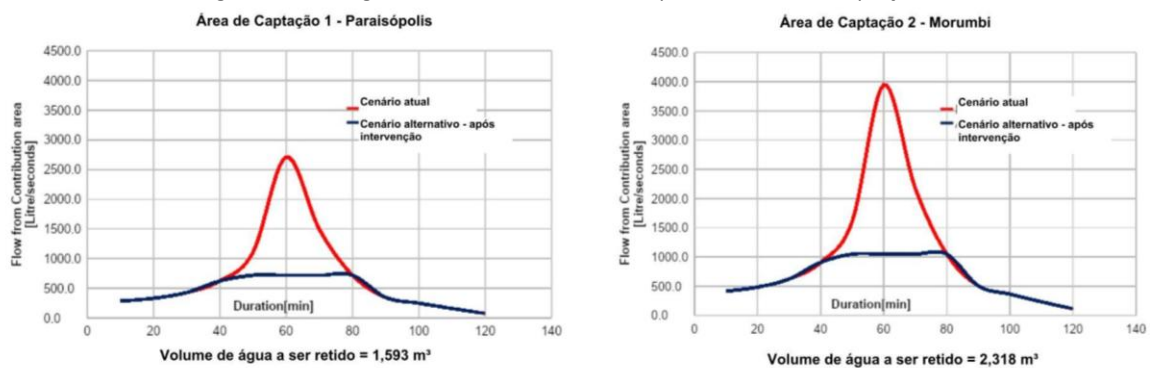 Área de Captação 1 - Paraisópolis
4500.0
4000.0
3500.0
3000.0
2500.0
2000.0
1500.0
1000.0
500.0
0.0
Flow from Contribution area
[Litre/seconds]
Cenário atual
Cenário alternativo - após
intervenção
Duration[min]
0 20 40 60 80 100 120 140
Volume de água a ser retido = 1,593 m³
Área de Captação 2 - Morumbi
4500.0
4000.0
3500.0
3000.0
2500.0
2000.0
1500.0
1000.0
500.0
0.0
Flow from Contribution area
[Litre/seconds]
Cenário atual
Cenário alternativo - após
intervenção
Duration[min]
0 20 40 60 80 100 120 140
Volume de água a ser retido = 2,318 m³